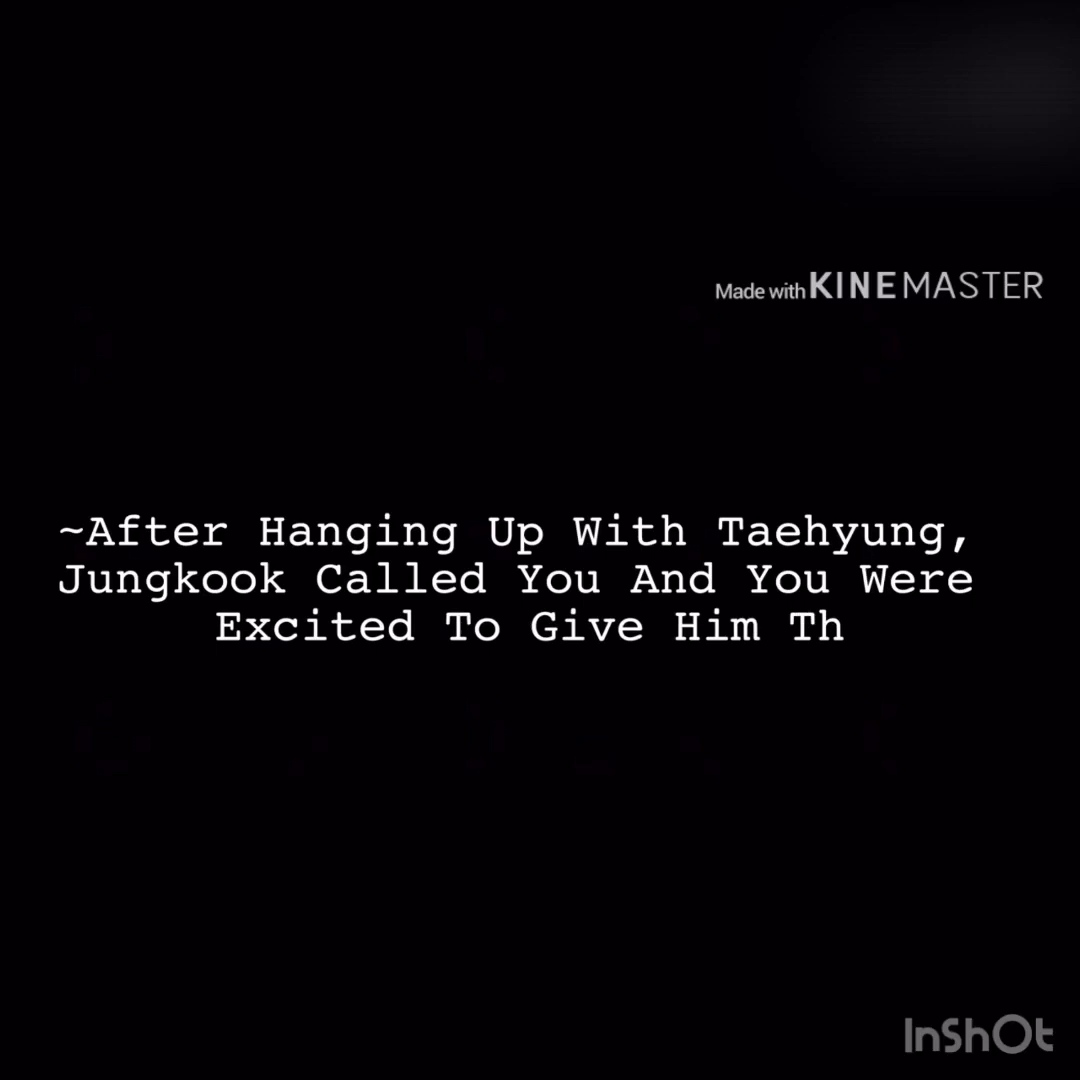 Made with KINEMASTER
~After Hanging Up With Taehyung,
Jungkook Called You And You Were
Excited To Give Him Th
InShOt